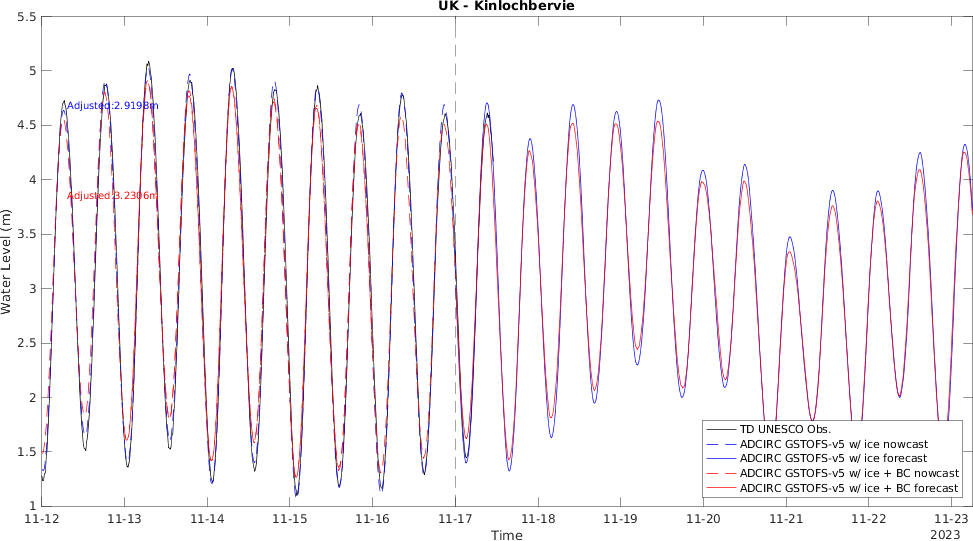 UK - Kinlochbervie
5.5
5
4.5
4
3.5
3
2.5
2
1.5
1
Water Level (m)
Adjusted:2.9198m
Adjusted:3.2306m
TD UNESCO Obs.
ADCIRC GSTOFS-v5 w/ ice nowcast
ADCIRC GSTOFS-v5 w/ ice forecast
ADCIRC GSTOFS-v5 w/ ice + BC nowcast
ADCIRC GSTOFS-v5 w/ ice + BC forecast
11-12 11-13 11-14 11-15 11-16 11-17 11-18 11-19 11-20 11-21 11-22 11-23
Time
2023